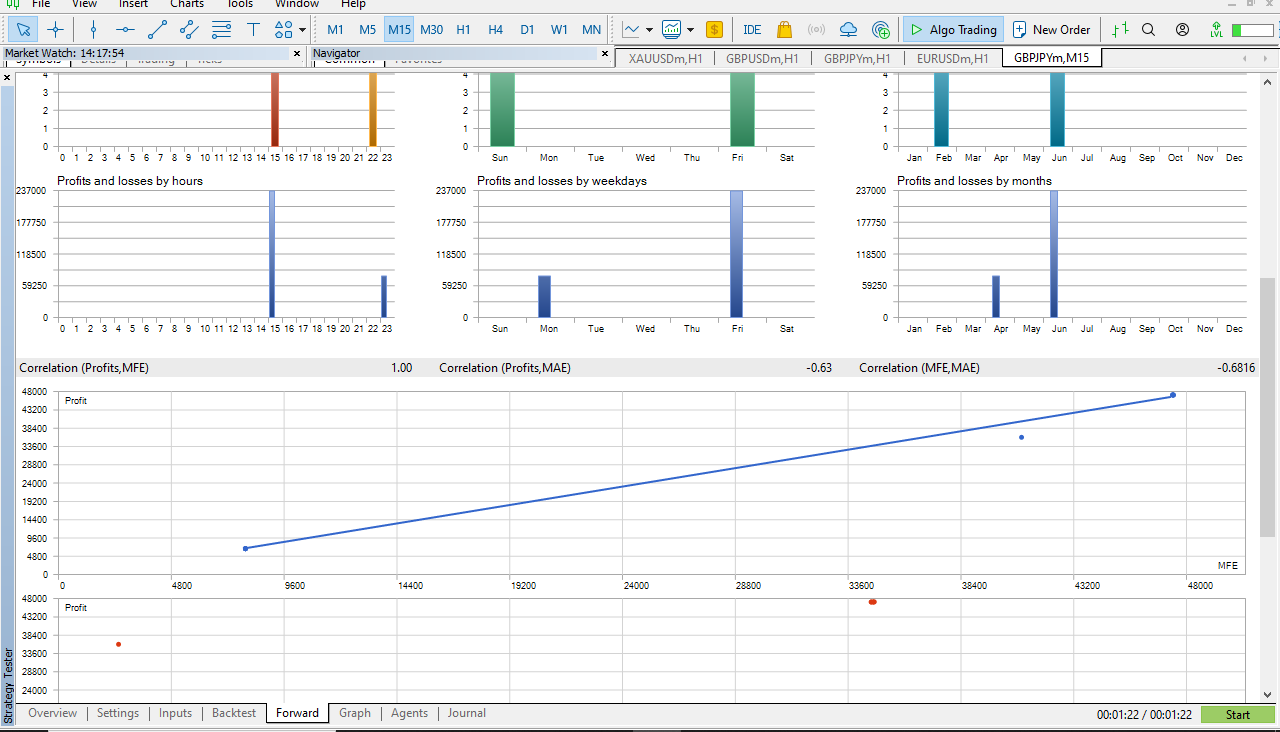 File View Insert Charts Tools Window Help
M1 M5 M15 M30 H1 H4 D1 W1 MN $ IDE Algo Trading New Order LVL
Market Watch: 14:17:54 Navigator
Symbols Details Trading Ticks Common Favorites XAUUSDm,H1 GBPUSDm,H1 GBPJPYm,H1 EURUSDm,H1 GBPJPYm,M15
4 4 4
3 3 3
2 2 2
1 1 1
0 0 0
0 1 2 3 4 5 6 7 8 9 10 11 12 13 14 15 16 17 18 19 20 21 22 23 Sun Mon Tue Wed Thu Fri Sat Jan Feb Mar Apr May Jun Jul Aug Sep Oct Nov Dec
Profits and losses by hours Profits and losses by weekdays Profits and losses by months
237000 237000 237000
177750 177750 177750
118500 118500 118500
59250 59250 59250
0 0 0
0 1 2 3 4 5 6 7 8 9 10 11 12 13 14 15 16 17 18 19 20 21 22 23 Sun Mon Tue Wed Thu Fri Sat Jan Feb Mar Apr May Jun Jul Aug Sep Oct Nov Dec
Correlation (Profits,MFE) 1.00 Correlation (Profits,MAE) -0.63 Correlation (MFE,MAE) -0.6816
48000 Profit
43200
38400
33600
28800
24000
19200
14400
9600
4800
0 MFE
0 4800 9600 14400 19200 24000 28800 33600 38400 43200 48000
48000 Profit
43200
38400
33600
28800
24000
Strategy Tester
Overview Settings Inputs Backtest Forward Graph Agents Journal 00:01:22 / 00:01:22 Start